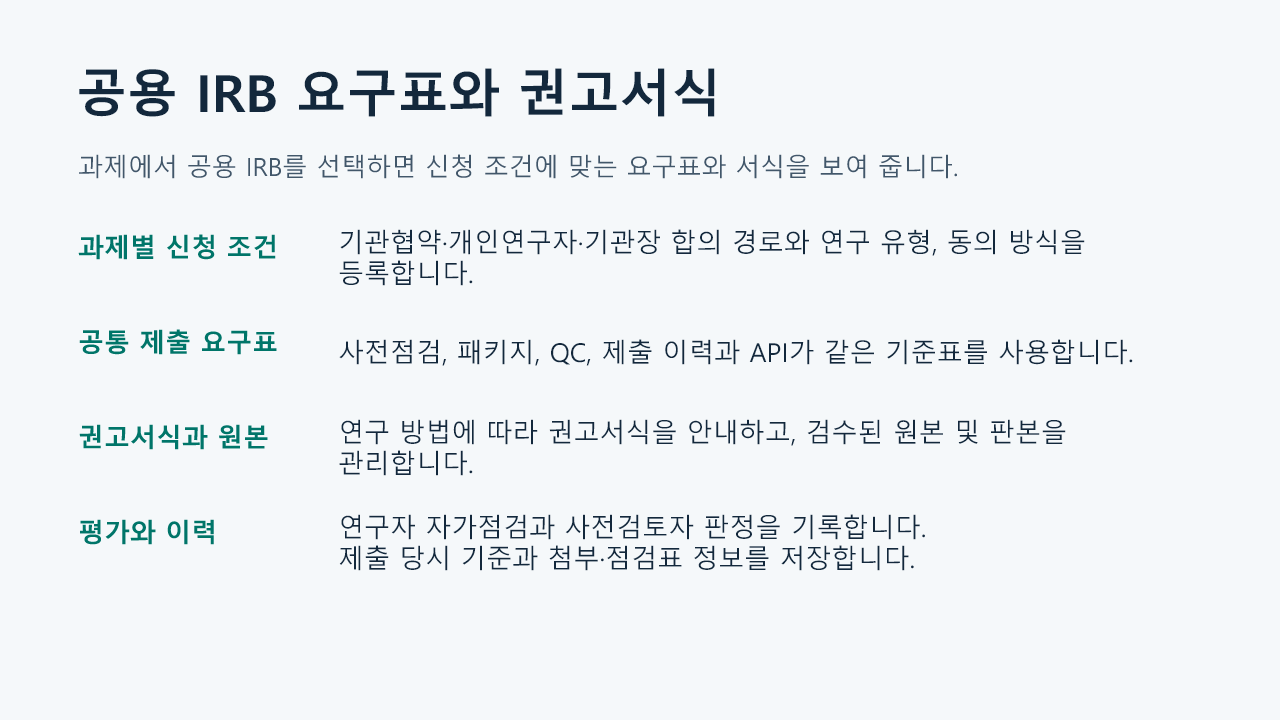 공용 IRB 요구표와 권고서식
과제에서 공용 IRB를 선택하면 신청 조건에 맞는 요구표와 서식을 보여 줍니다.
과제별 신청 조건
기관협약·개인연구자·기관장 합의 경로와 연구 유형, 동의 방식을
등록합니다.
공통 제출 요구표
사전점검, 패키지, QC, 제출 이력과 API가 같은 기준표를 사용합니다.
권고서식과 원본
연구 방법에 따라 권고서식을 안내하고, 검수된 원본 및 판본을
관리합니다.
평가와 이력
연구자 자가점검과 사전검토자 판정을 기록합니다.
제출 당시 기준과 첨부·점검표 정보를 저장합니다.